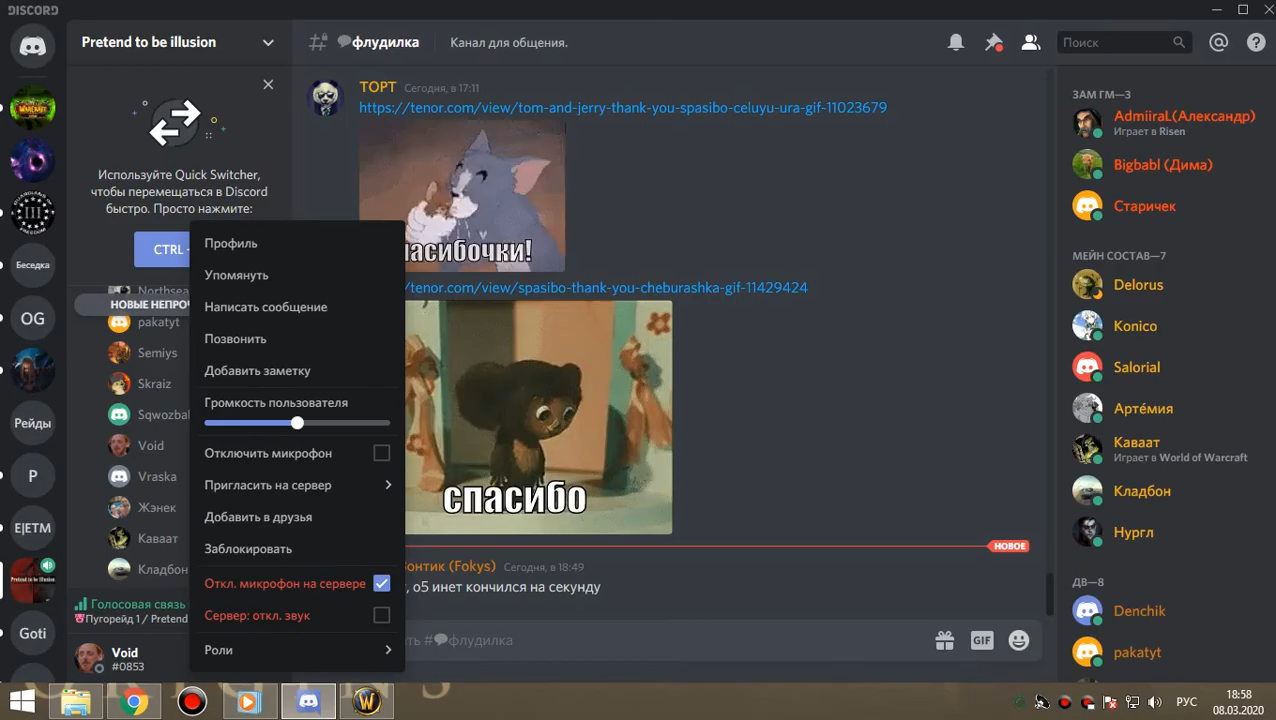 DISCORD
Pretend to be illusion
флудилка
Канал для общения.
Поиск
Используйте Quick Switcher,
чтобы перемещаться в Discord
быстро. Просто нажмите:
CTRL
НОВЫЕ НЕПРОЧ
pakatyt
Semiys
Skraiz
Sqwozbal
Void
Vraska
Жэнек
Каваат
Кладбон
Голосовая связь
Пугорейд 1 / Pretend
Void
#0853
Беседка
OG
Рейды
P
E|ETM
Pretend to be illusion
Goti
Профиль
Упомянуть
Написать сообщение
Позвонить
Добавить заметку
Громкость пользователя
Отключить микрофон
Пригласить на сервер
Добавить в друзья
Заблокировать
Откл. микрофон на сервере
Сервер: откл. звук
Роли
ТОРТ Сегодня, в 17:11
https://tenor.com/view/tom-and-jerry-thank-you-spasibo-celuyu-ura-gif-11023679
асибочки!
/tenor.com/view/spasibo-thank-you-cheburashka-gif-11429424
спасибо
НОВОЕ
онтик (Fokys) Сегодня, в 18:49
, о5 инет кончился на секунду
ть #флудилка
GIF
ЗАМ ГМ—3
AdmiiraL(Александр)
Играет в Risen
Bigbabl (Дима)
Старичек
МЕЙН СОСТАВ—7
Delorus
Konico
Salorial
Артéмия
Каваат
Играет в World of Warcraft
Кладбон
Нургл
ДВ—8
Denchik
pakatyt
РУС
18:58
08.03.2020